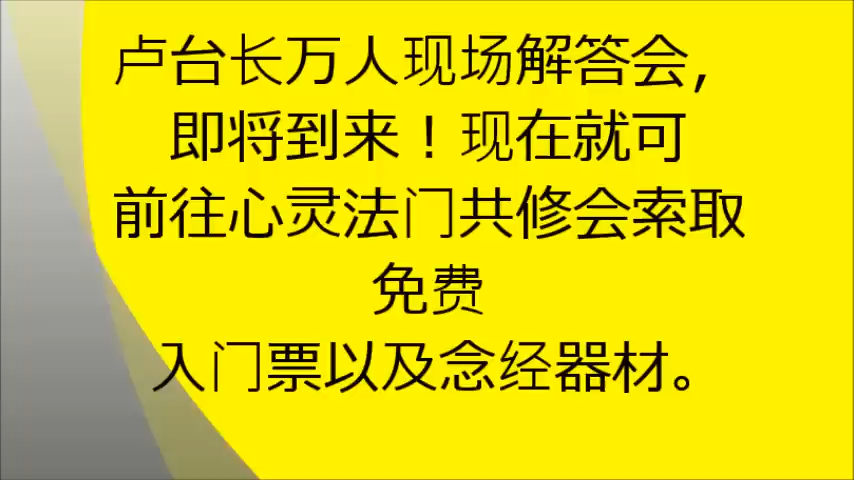 卢台长万人现场解答会，
即将到来！现在就可
前往心灵法门共修会索取
免费
入门票以及念经器材。